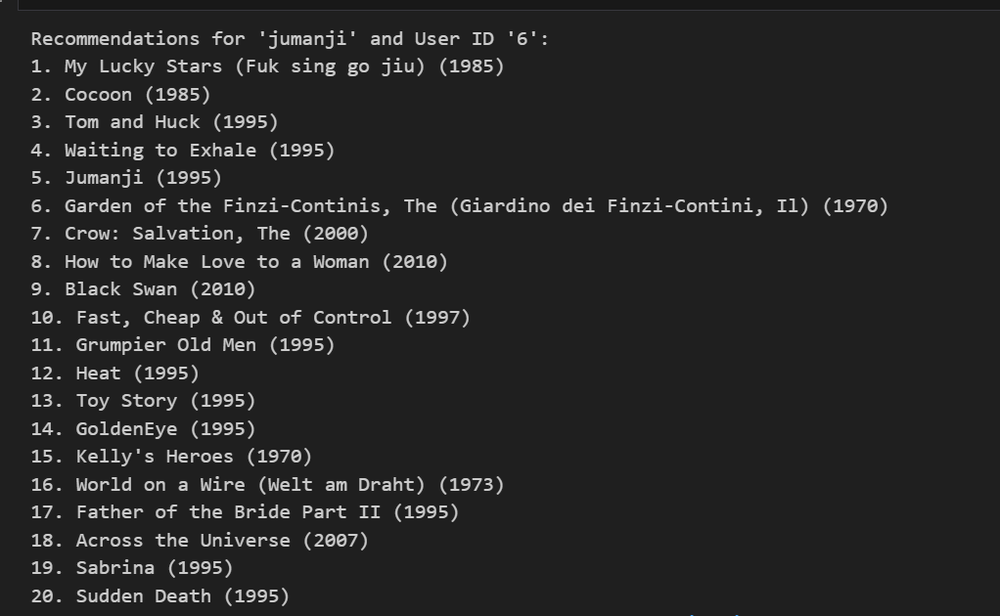 Recommendations for 'jumanji' and User ID '6':
1. My Lucky Stars (Fuk sing go jiu) (1985)
2. Cocoon (1985)
3. Tom and Huck (1995)
4. Waiting to Exhale (1995)
5. Jumanji (1995)
6. Garden of the Finzi-Continis, The (Giardino dei Finzi-Contini, Il) (1970)
7. Crow: Salvation, The (2000)
8. How to Make Love to a Woman (2010)
9. Black Swan (2010)
10. Fast, Cheap & Out of Control (1997)
11. Grumpier Old Men (1995)
12. Heat (1995)
13. Toy Story (1995)
14. GoldenEye (1995)
15. Kelly's Heroes (1970)
16. World on a Wire (Welt am Draht) (1973)
17. Father of the Bride Part II (1995)
18. Across the Universe (2007)
19. Sabrina (1995)
20. Sudden Death (1995)